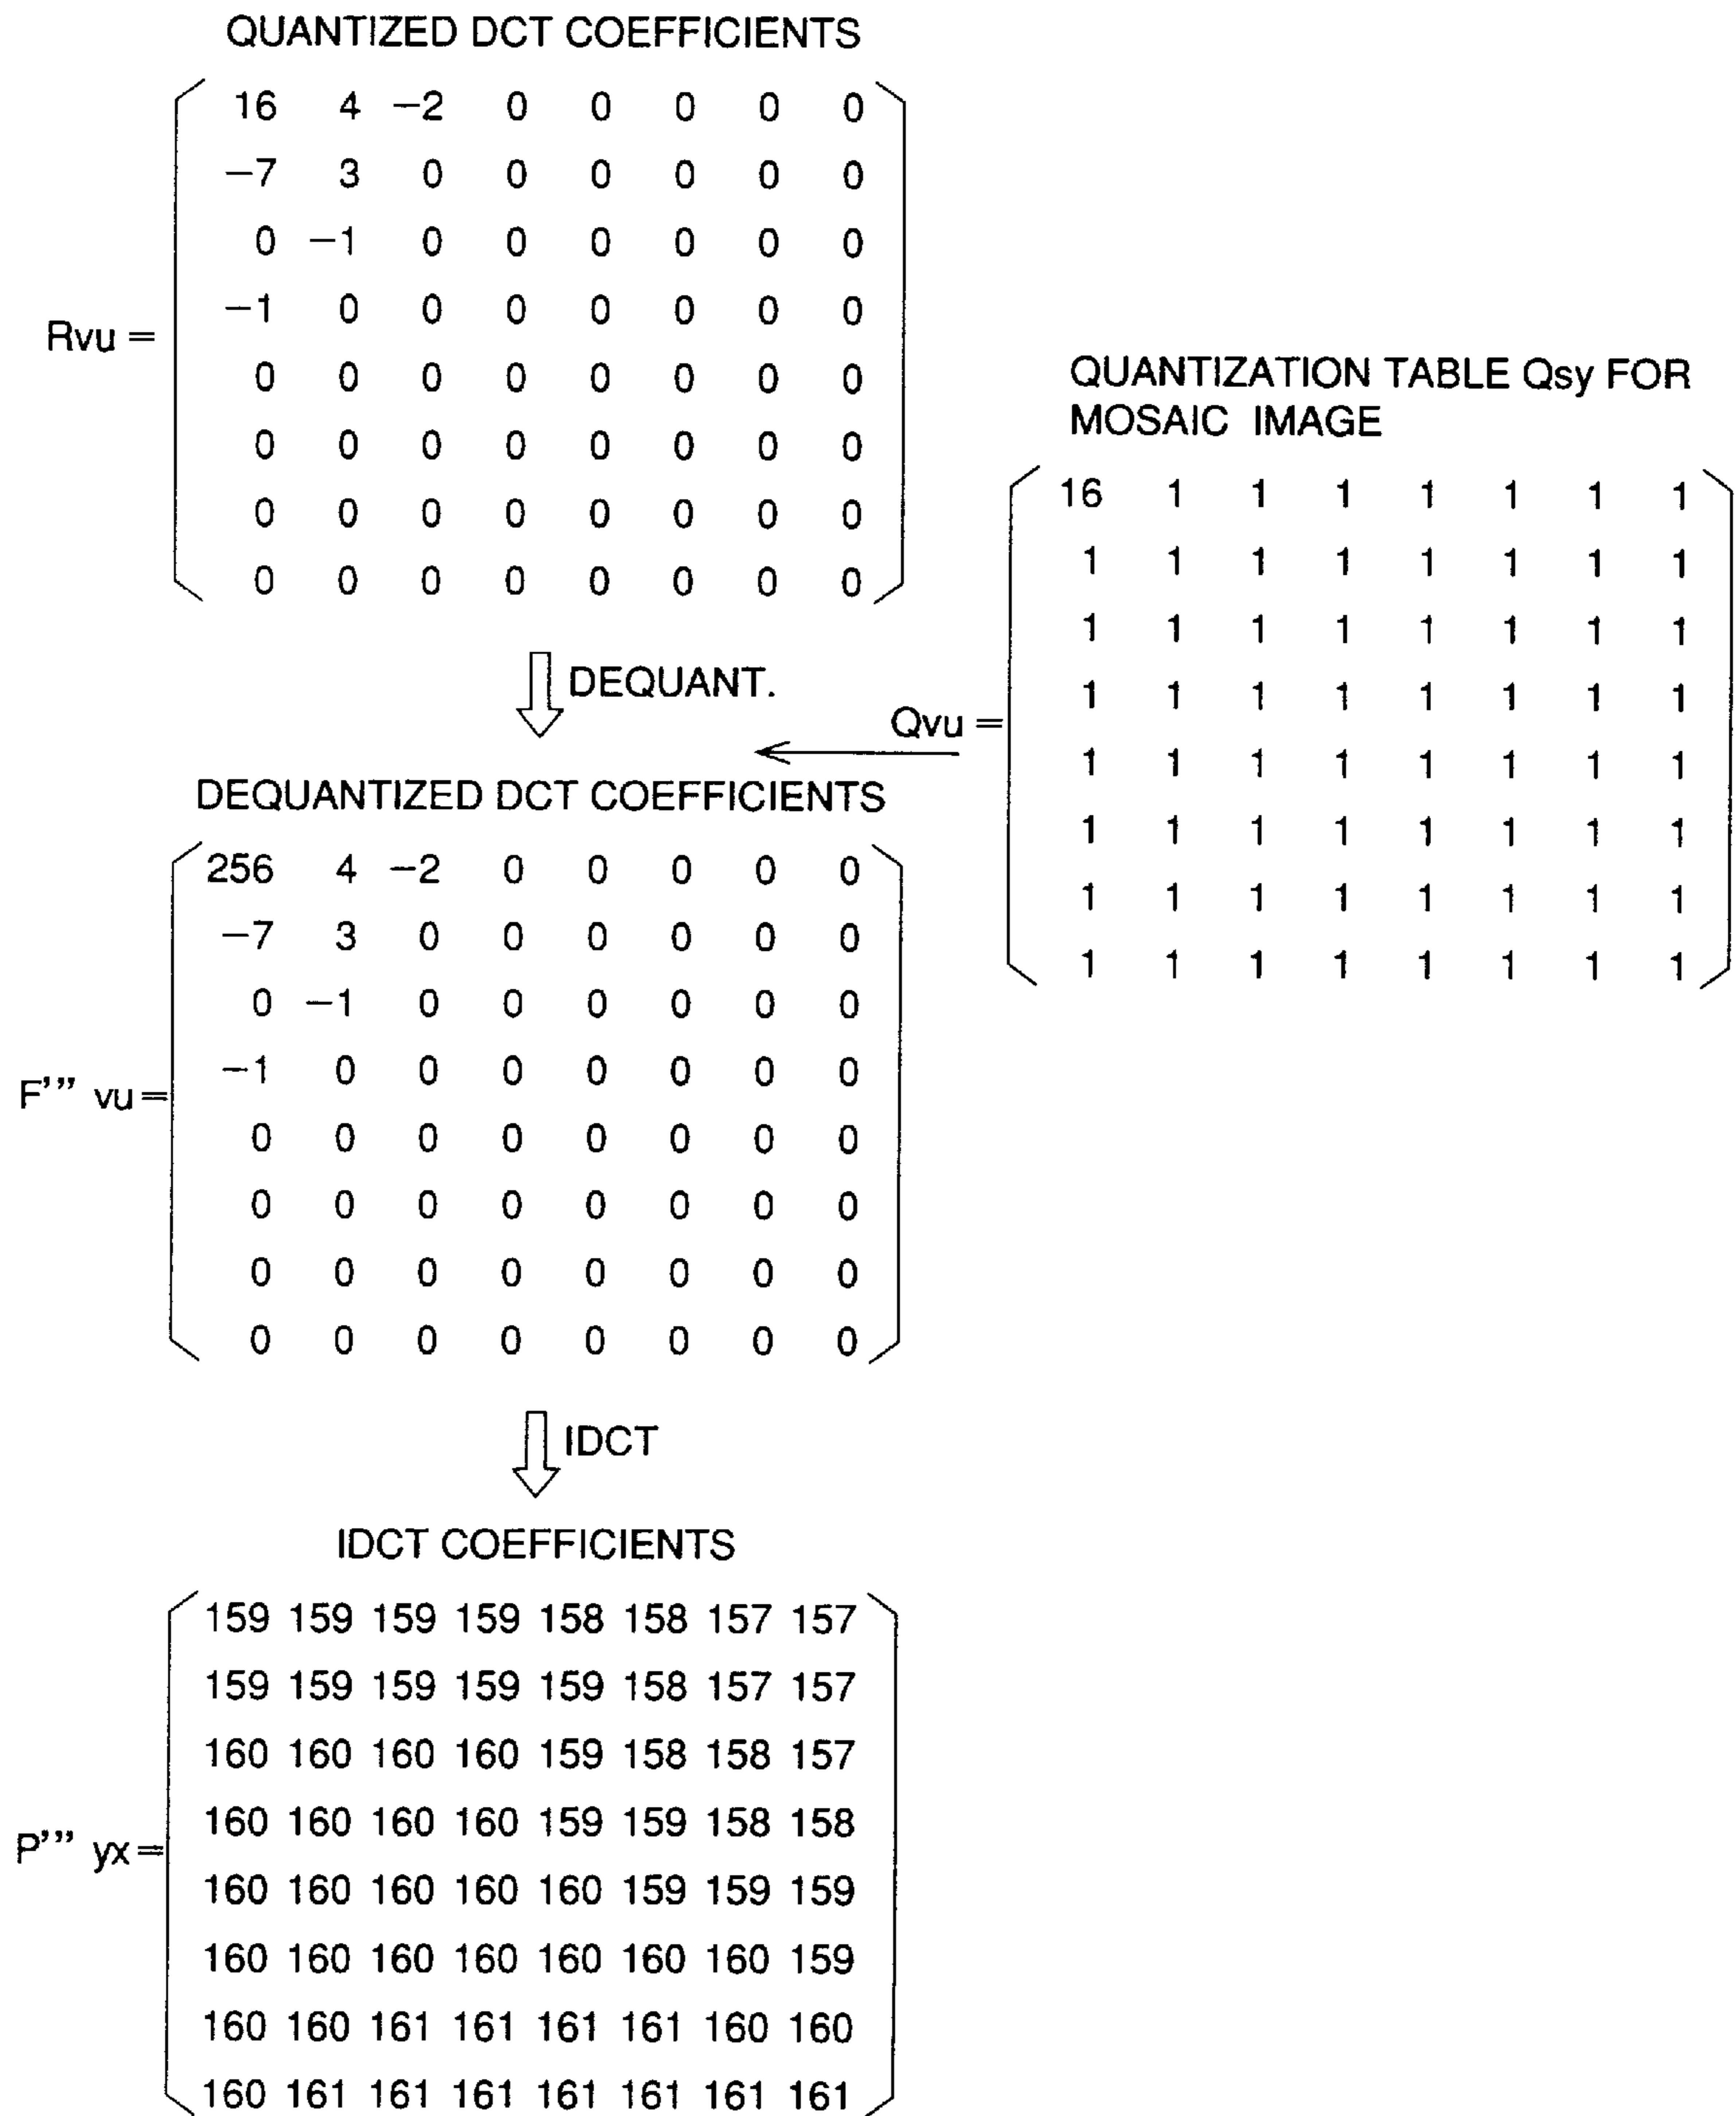 QUANTIZED DCT COEFFICIENTS
16 4 −2 0 0 0 0 0
−7 3 0 0 0 0 0 0
0 −1 0 0 0 0 0 0
−1 0 0 0 0 0 0 0
Rvu =
0 0 0 0 0 0 0 0
0 0 0 0 0 0 0 0
0 0 0 0 0 0 0 0
0 0 0 0 0 0 0 0
DEQUANT.
QUANTIZATION TABLE Qsy FOR
MOSAIC IMAGE
16 1 1 1 1 1 1 1
1 1 1 1 1 1 1 1
1 1 1 1 1 1 1 1
1 1 1 1 1 1 1 1
Qvu =
1 1 1 1 1 1 1 1
1 1 1 1 1 1 1 1
1 1 1 1 1 1 1 1
1 1 1 1 1 1 1 1
DEQUANTIZED DCT COEFFICIENTS
256 4 −2 0 0 0 0 0
−7 3 0 0 0 0 0 0
0 −1 0 0 0 0 0 0
−1 0 0 0 0 0 0 0
F''' vu =
0 0 0 0 0 0 0 0
0 0 0 0 0 0 0 0
0 0 0 0 0 0 0 0
0 0 0 0 0 0 0 0
IDCT
IDCT COEFFICIENTS
159 159 159 159 158 158 157 157
159 159 159 159 159 158 157 157
160 160 160 160 159 158 158 157
160 160 160 160 159 159 158 158
P''' yx =
160 160 160 160 160 159 159 159
160 160 160 160 160 160 160 159
160 160 161 161 161 161 160 160
160 161 161 161 161 161 161 161